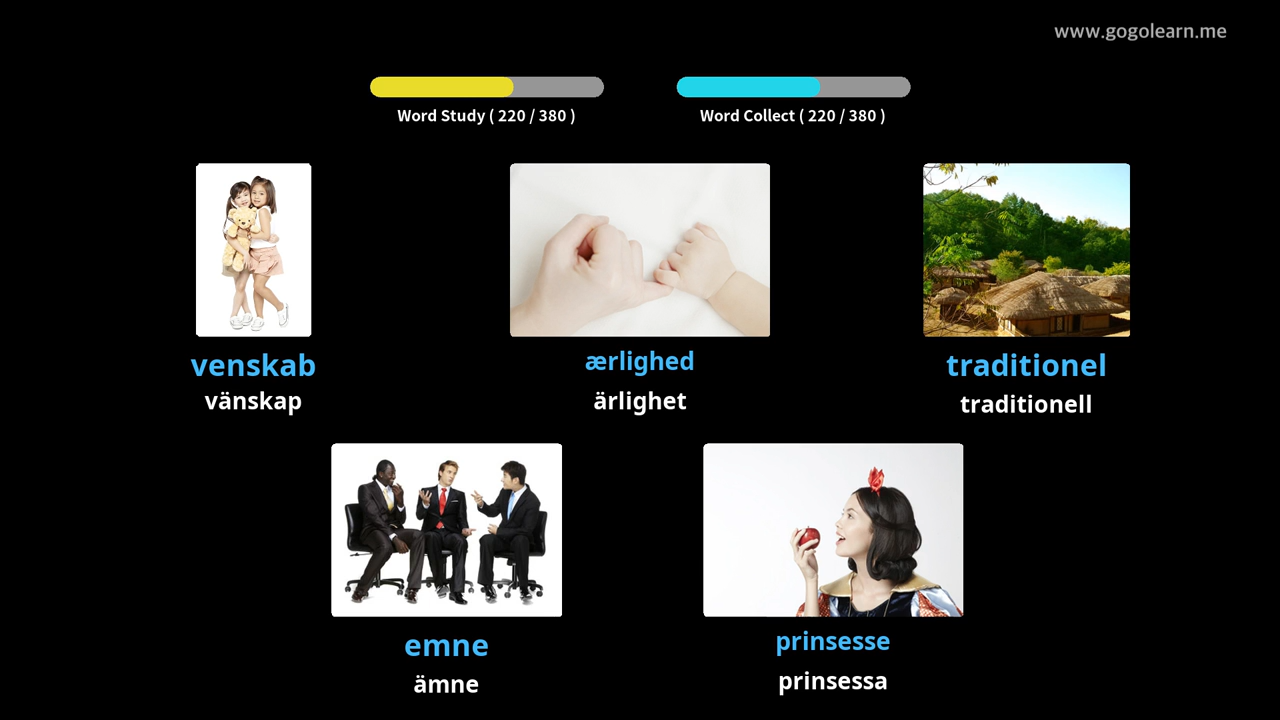 www.gogolearn.me
Word Study ( 220 / 380 )
Word Collect ( 220 / 380 )
venskab
vänskap
ærlighed
ärlighet
traditionel
traditionell
emne
ämne
prinsesse
prinsessa